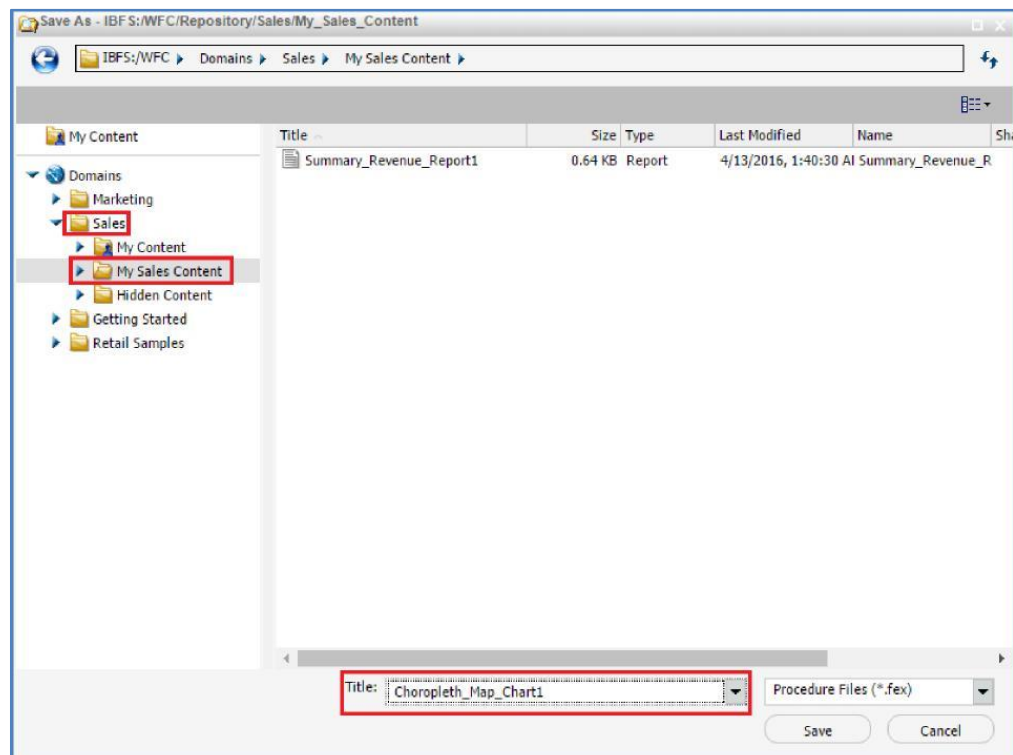 Save As - IBFS:/WFC/Repository/Sales/My_Sales_Content
IBFS:/WFC Domains Sales My Sales Content
My Content
Title Size Type Last Modified Name Sha
Summary_Revenue_Report1 0.64 KB Report 4/13/2016, 1:40:30 AI Summary_Revenue_R
Domains
Marketing
Sales
My Content
My Sales Content
Hidden Content
Getting Started
Retail Samples
Title: Choropleth_Map_Chart1 Procedure Files (*.fex)
Save Cancel